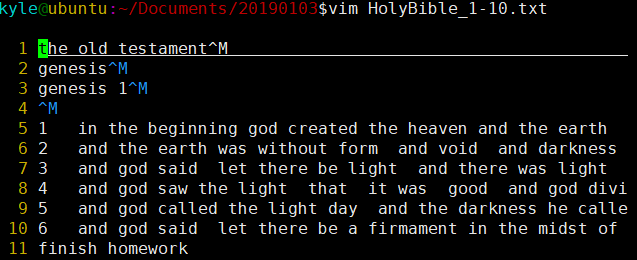 kyle@ubuntu:~/Documents/20190103$vim HolyBible_1-10.txt
1 the old testament^M
2 genesis^M
3 genesis 1^M
4 ^M
5 1   in the beginning god created the heaven and the earth
6 2   and the earth was without form  and void  and darkness
7 3   and god said  let there be light  and there was light
8 4   and god saw the light  that  it was  good  and god divi
9 5   and god called the light day  and the darkness he calle
10 6   and god said  let there be a firmament in the midst of
11 finish homework